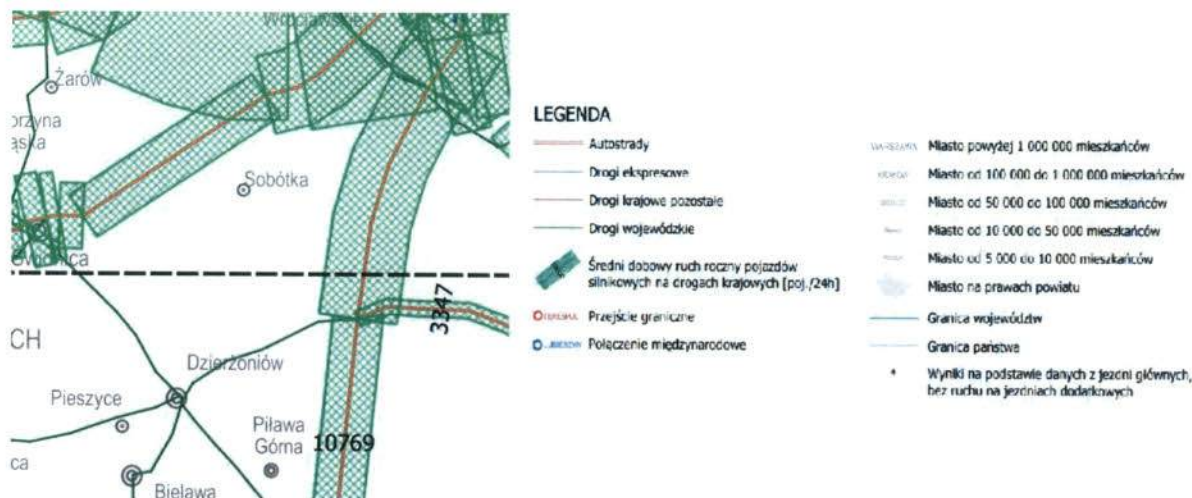 Wrocławskie
Żarów
orzyna
ąska
Sobótka
3347
CH
Dzierżoniów
Pieszyce
Piława
Górna
10769
ca
Bielawa
LEGENDA
Autostrady
Drogi ekspresowe
Drogi krajowe pozostałe
Drogi wojewódzkie
Średni dobowy ruch roczny pojazdów
silnikowych na drogach krajowych [poj./24h]
Przejście graniczne
Połączenie międzynarodowe
Miasto powyżej 1 000 000 mieszkańców
Miasto od 100 000 do 1 000 000 mieszkańców
Miasto od 50 000 do 100 000 mieszkańców
Miasto od 10 000 do 50 000 mieszkańców
Miasto od 5 000 do 10 000 mieszkańców
Miasto na prawach powiatu
Granica województw
Granica państwa
* Wyniki na podstawie danych z jezdni głównych,
bez ruchu na jezdniach dodatkowych